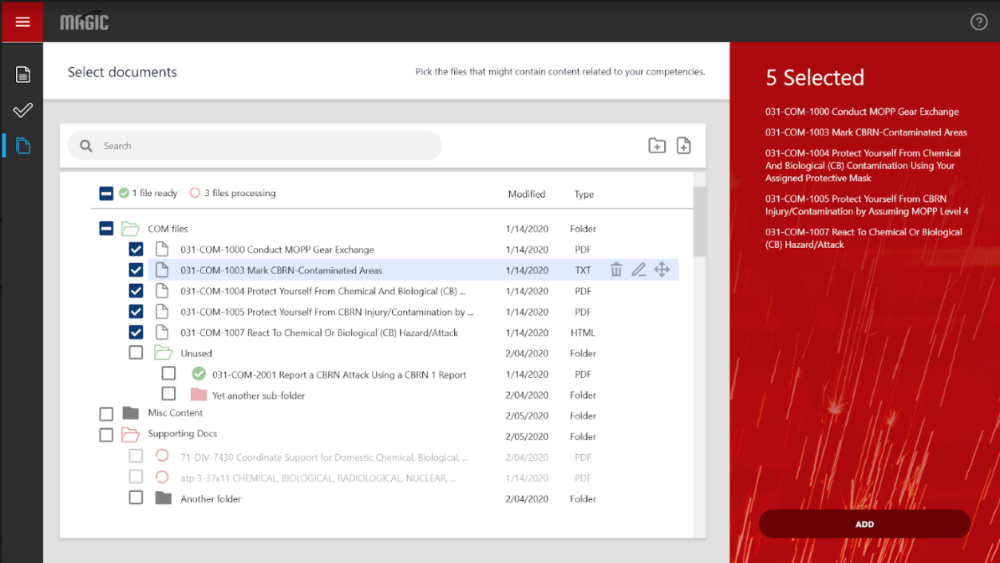 MAGIC
Select documents
Pick the files that might contain content related to your competencies.
Search
1 file ready 3 files processing Modified Type
COM files 1/14/2020 Folder
031-COM-1000 Conduct MOPP Gear Exchange 1/14/2020 PDF
031-COM-1003 Mark CBRN-Contaminated Areas 1/14/2020 TXT
031-COM-1004 Protect Yourself From Chemical And Biological (CB) ... 1/14/2020 PDF
031-COM-1005 Protect Yourself From CBRN Injury/Contamination by ... 1/14/2020 PDF
031-COM-1007 React To Chemical Or Biological (CB) Hazard/Attack 1/14/2020 HTML
Unused 2/04/2020 Folder
031-COM-2001 Report a CBRN Attack Using a CBRN 1 Report 1/14/2020 PDF
Yet another sub-folder 2/04/2020 Folder
Misc Content 2/05/2020 Folder
Supporting Docs 2/05/2020 Folder
71-DIV-7430 Coordinate Support for Domestic Chemical, Biological, ... 2/04/2020 PDF
atp 3-37x11 CHEMICAL, BIOLOGICAL, RADIOLOGICAL, NUCLEAR, ... 1/14/2020 PDF
Another folder 2/04/2020 Folder
5 Selected
031-COM-1000 Conduct MOPP Gear Exchange
031-COM-1003 Mark CBRN-Contaminated Areas
031-COM-1004 Protect Yourself From Chemical
And Biological (CB) Contamination Using Your
Assigned Protective Mask
031-COM-1005 Protect Yourself From CBRN
Injury/Contamination by Assuming MOPP Level 4
031-COM-1007 React To Chemical Or Biological
(CB) Hazard/Attack
ADD